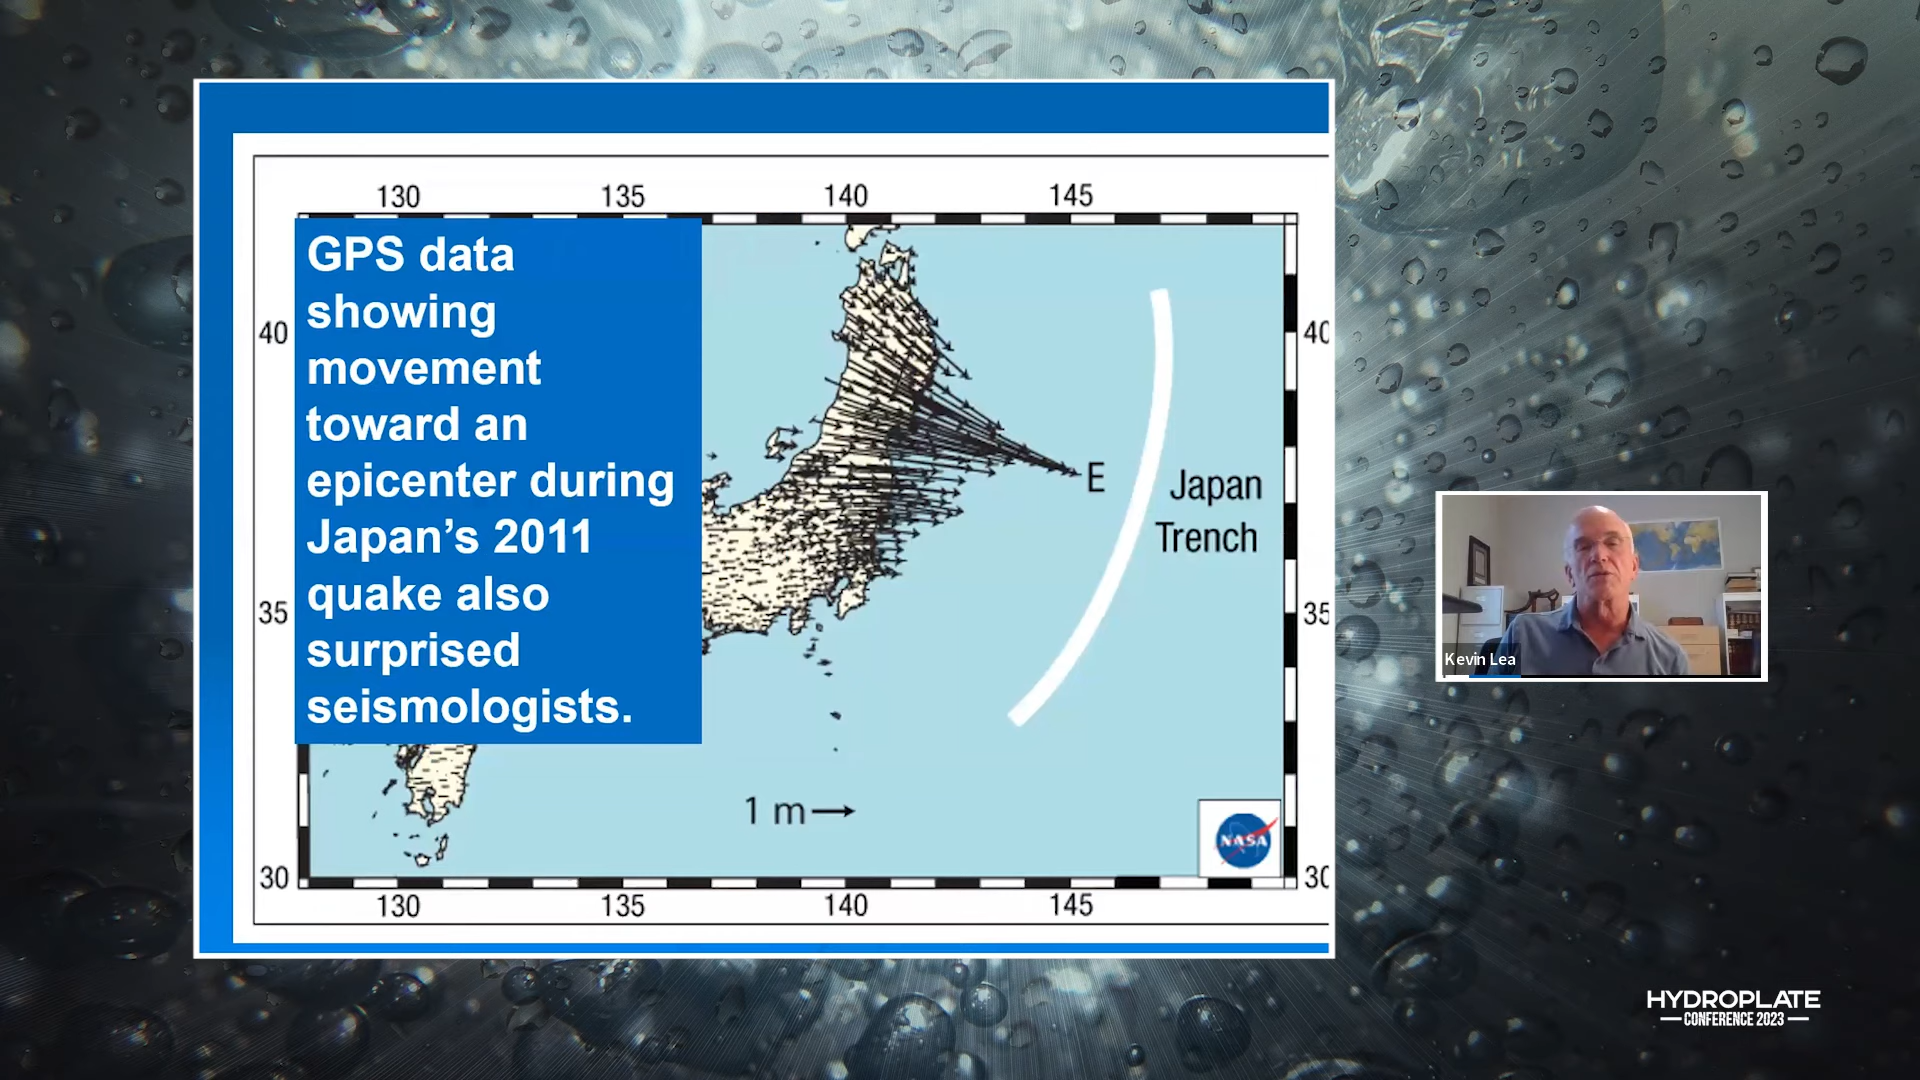 130 135 140 145
GPS data
showing
movement
toward an
epicenter during
Japan’s 2011
quake also
surprised
seismologists.
40 40
E
Japan
Trench
35 35
1 m
NASA
30 30
130 135 140 145
Kevin Lea
HYDROPLATE
CONFERENCE 2023